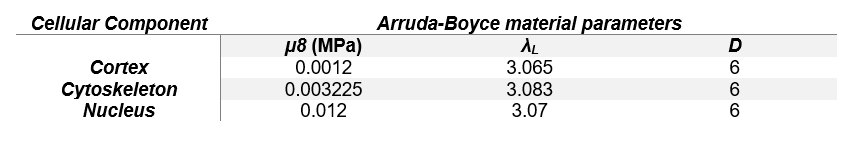 Cellular Component Arruda-Boyce material parameters
μ8 (MPa) λL D
Cortex 0.0012 3.065 6
Cytoskeleton 0.003225 3.083 6
Nucleus 0.012 3.07 6